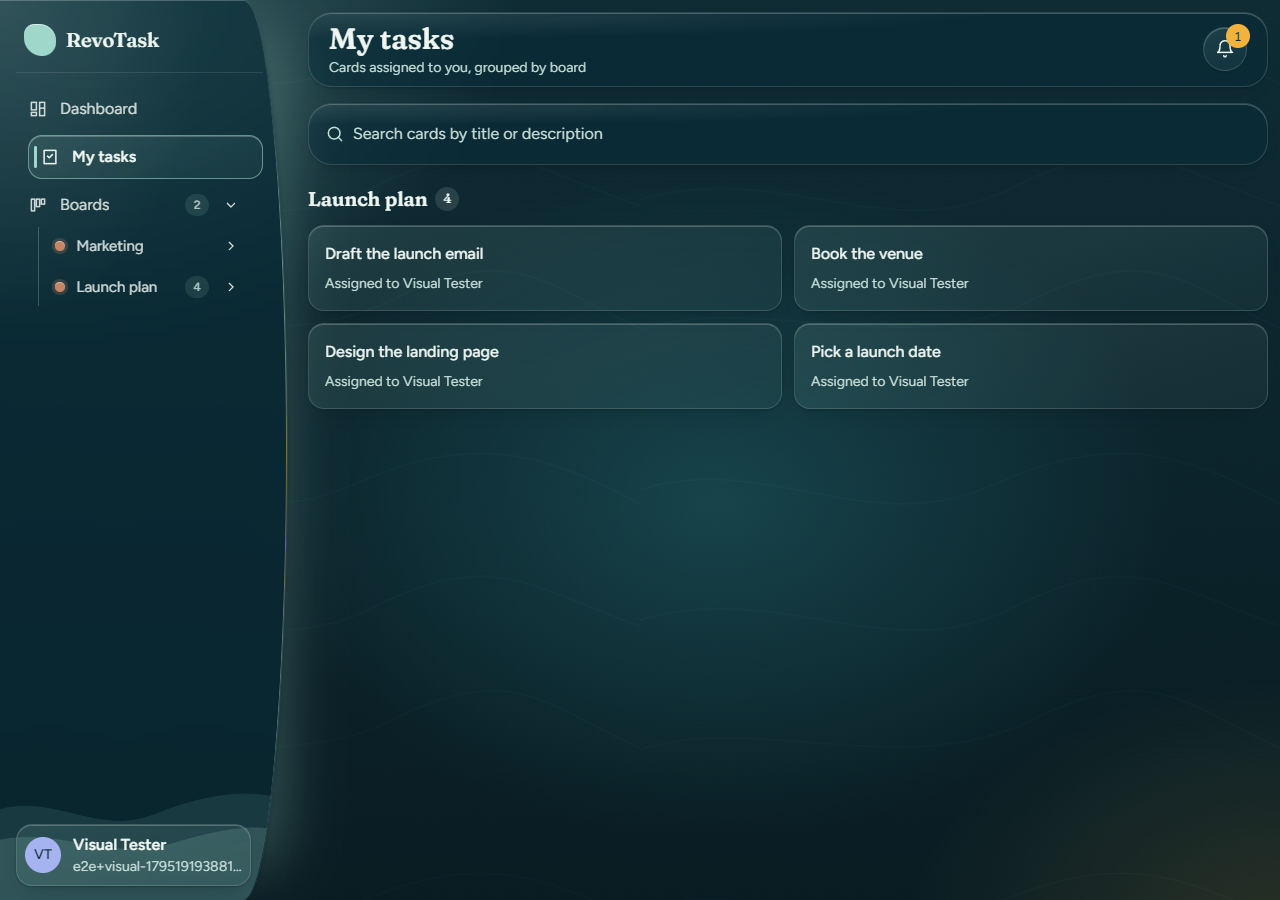 RevoTask
Dashboard
My tasks
Boards 2
Marketing
Launch plan 4
VT
Visual Tester
e2e+visual-179519193881...
My tasks
Cards assigned to you, grouped by board
1
Search cards by title or description
Launch plan 4
Draft the launch email
Assigned to Visual Tester
Book the venue
Assigned to Visual Tester
Design the landing page
Assigned to Visual Tester
Pick a launch date
Assigned to Visual Tester